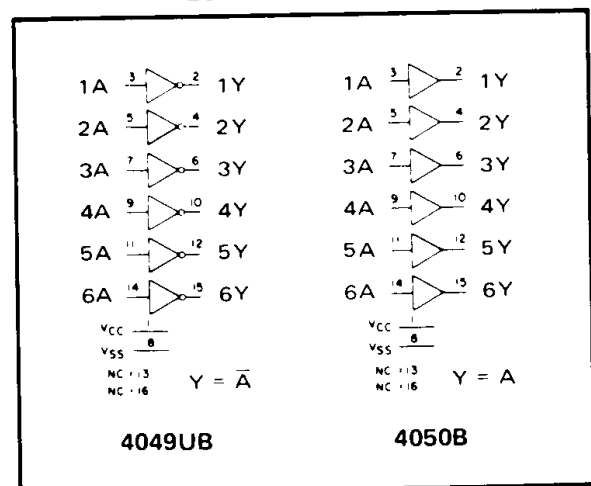 1A 3 2 1Y
2A 5 4 2Y
3A 7 6 3Y
4A 9 10 4Y
5A 11 12 5Y
6A 14 15 6Y
VCC 1
VSS 8
NC = 13
NC = 16
Y = A̅
4049UB
1A 3 2 1Y
2A 5 4 2Y
3A 7 6 3Y
4A 9 10 4Y
5A 11 12 5Y
6A 14 15 6Y
VCC 1
VSS 8
NC = 13
NC = 16
Y = A
4050B